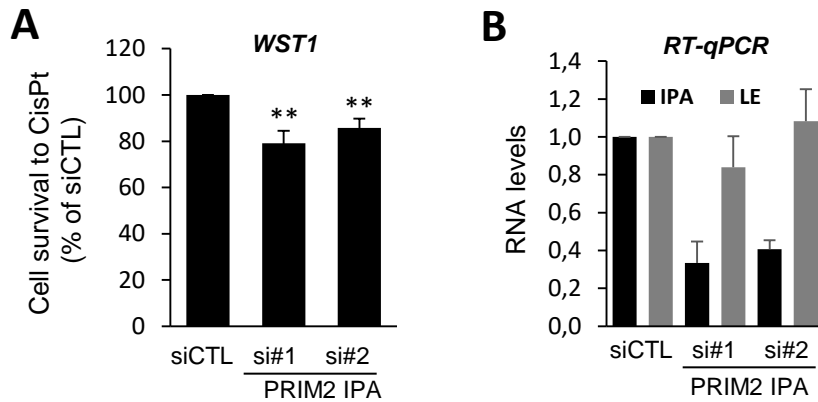 A
WST1
Cell survival to CisPt
(% of siCTL)
120
100
80
60
40
20
0
**
**
siCTL
si#1
si#2
PRIM2 IPA
B
RT-qPCR
RNA levels
1,4
1,2
1,0
0,8
0,6
0,4
0,2
0,0
IPA
LE
siCTL
si#1
si#2
PRIM2 IPA